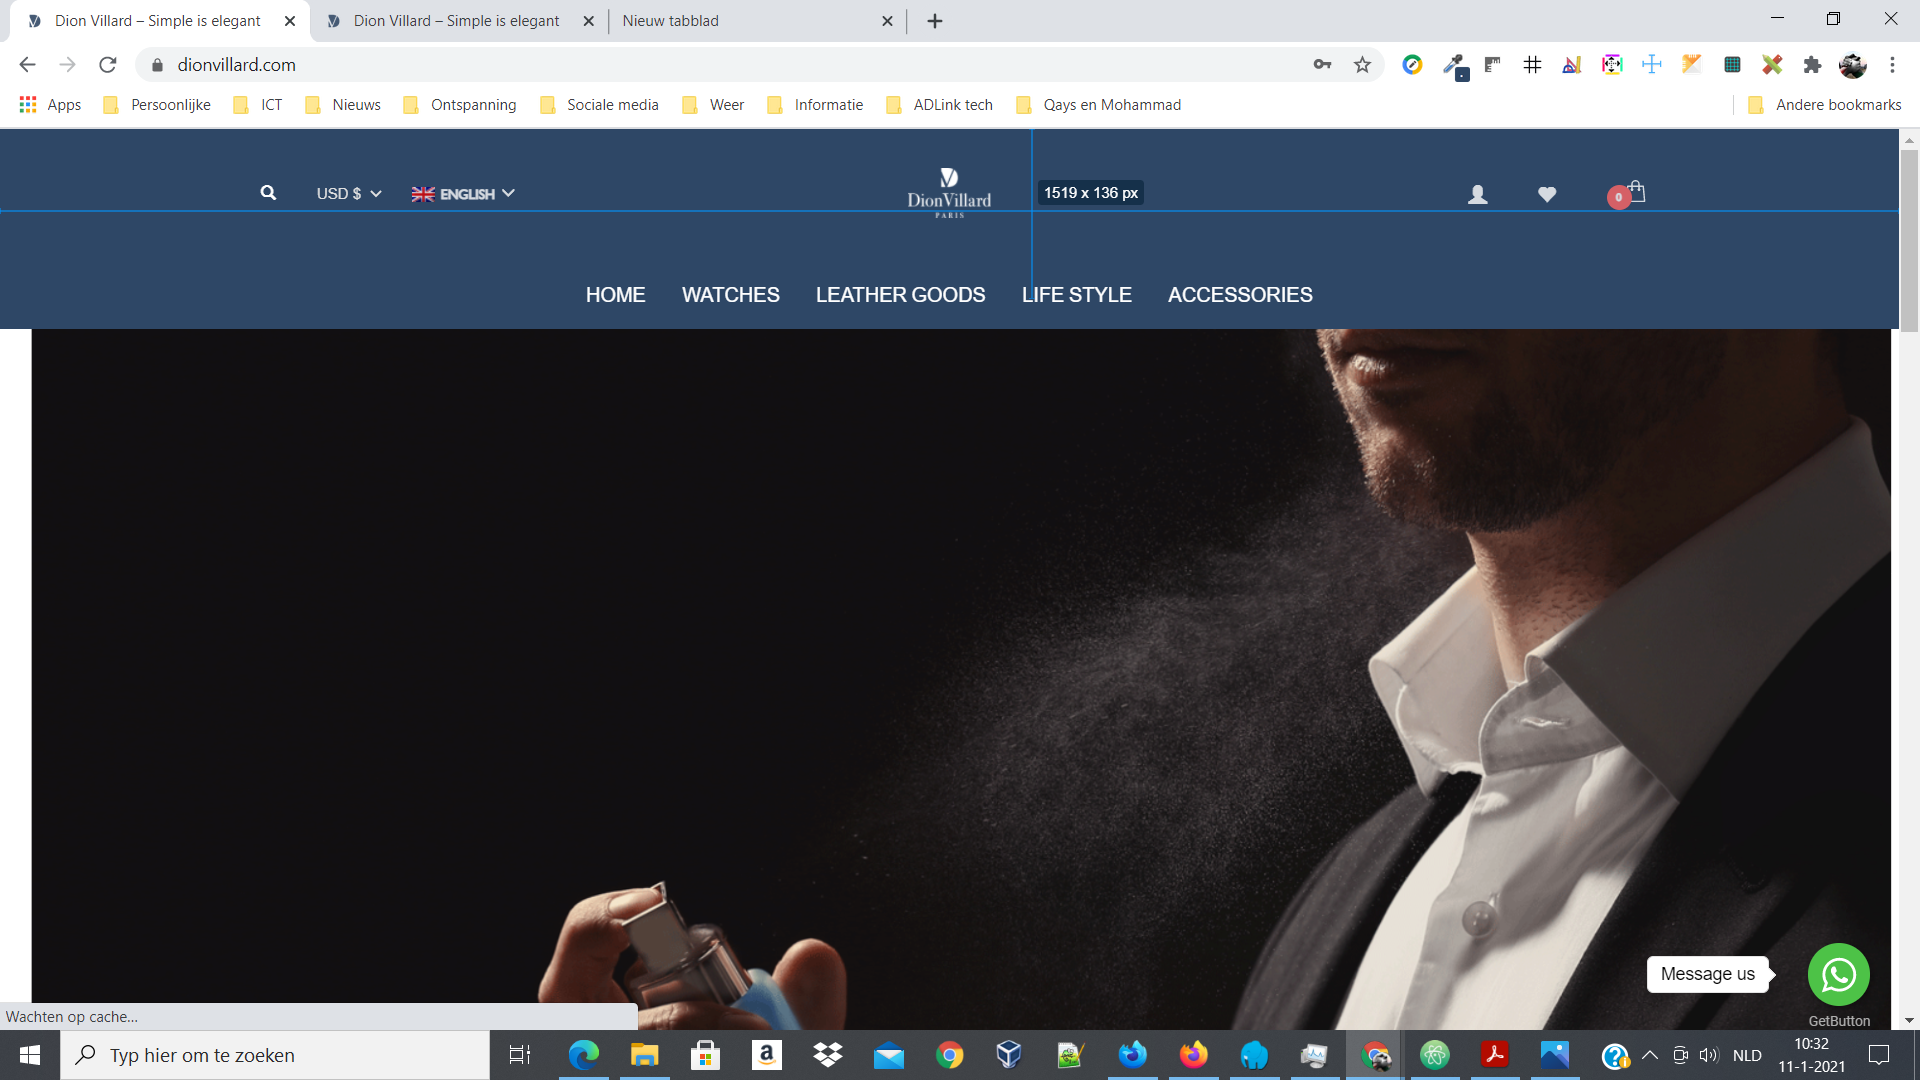 Dion Villard – Simple is elegant
Dion Villard – Simple is elegant
Nieuw tabblad
dionvillard.com
Apps
Persoonlijke
ICT
Nieuws
Ontspanning
Sociale media
Weer
Informatie
ADLink tech
Qays en Mohammad
Andere bookmarks
USD $
ENGLISH
Dion Villard
PARIS
1519 x 136 px
0
HOME
WATCHES
LEATHER GOODS
LIFE STYLE
ACCESSORIES
Message us
GetButton
Wachten op cache...
Typ hier om te zoeken
NLD
10:32
11-1-2021